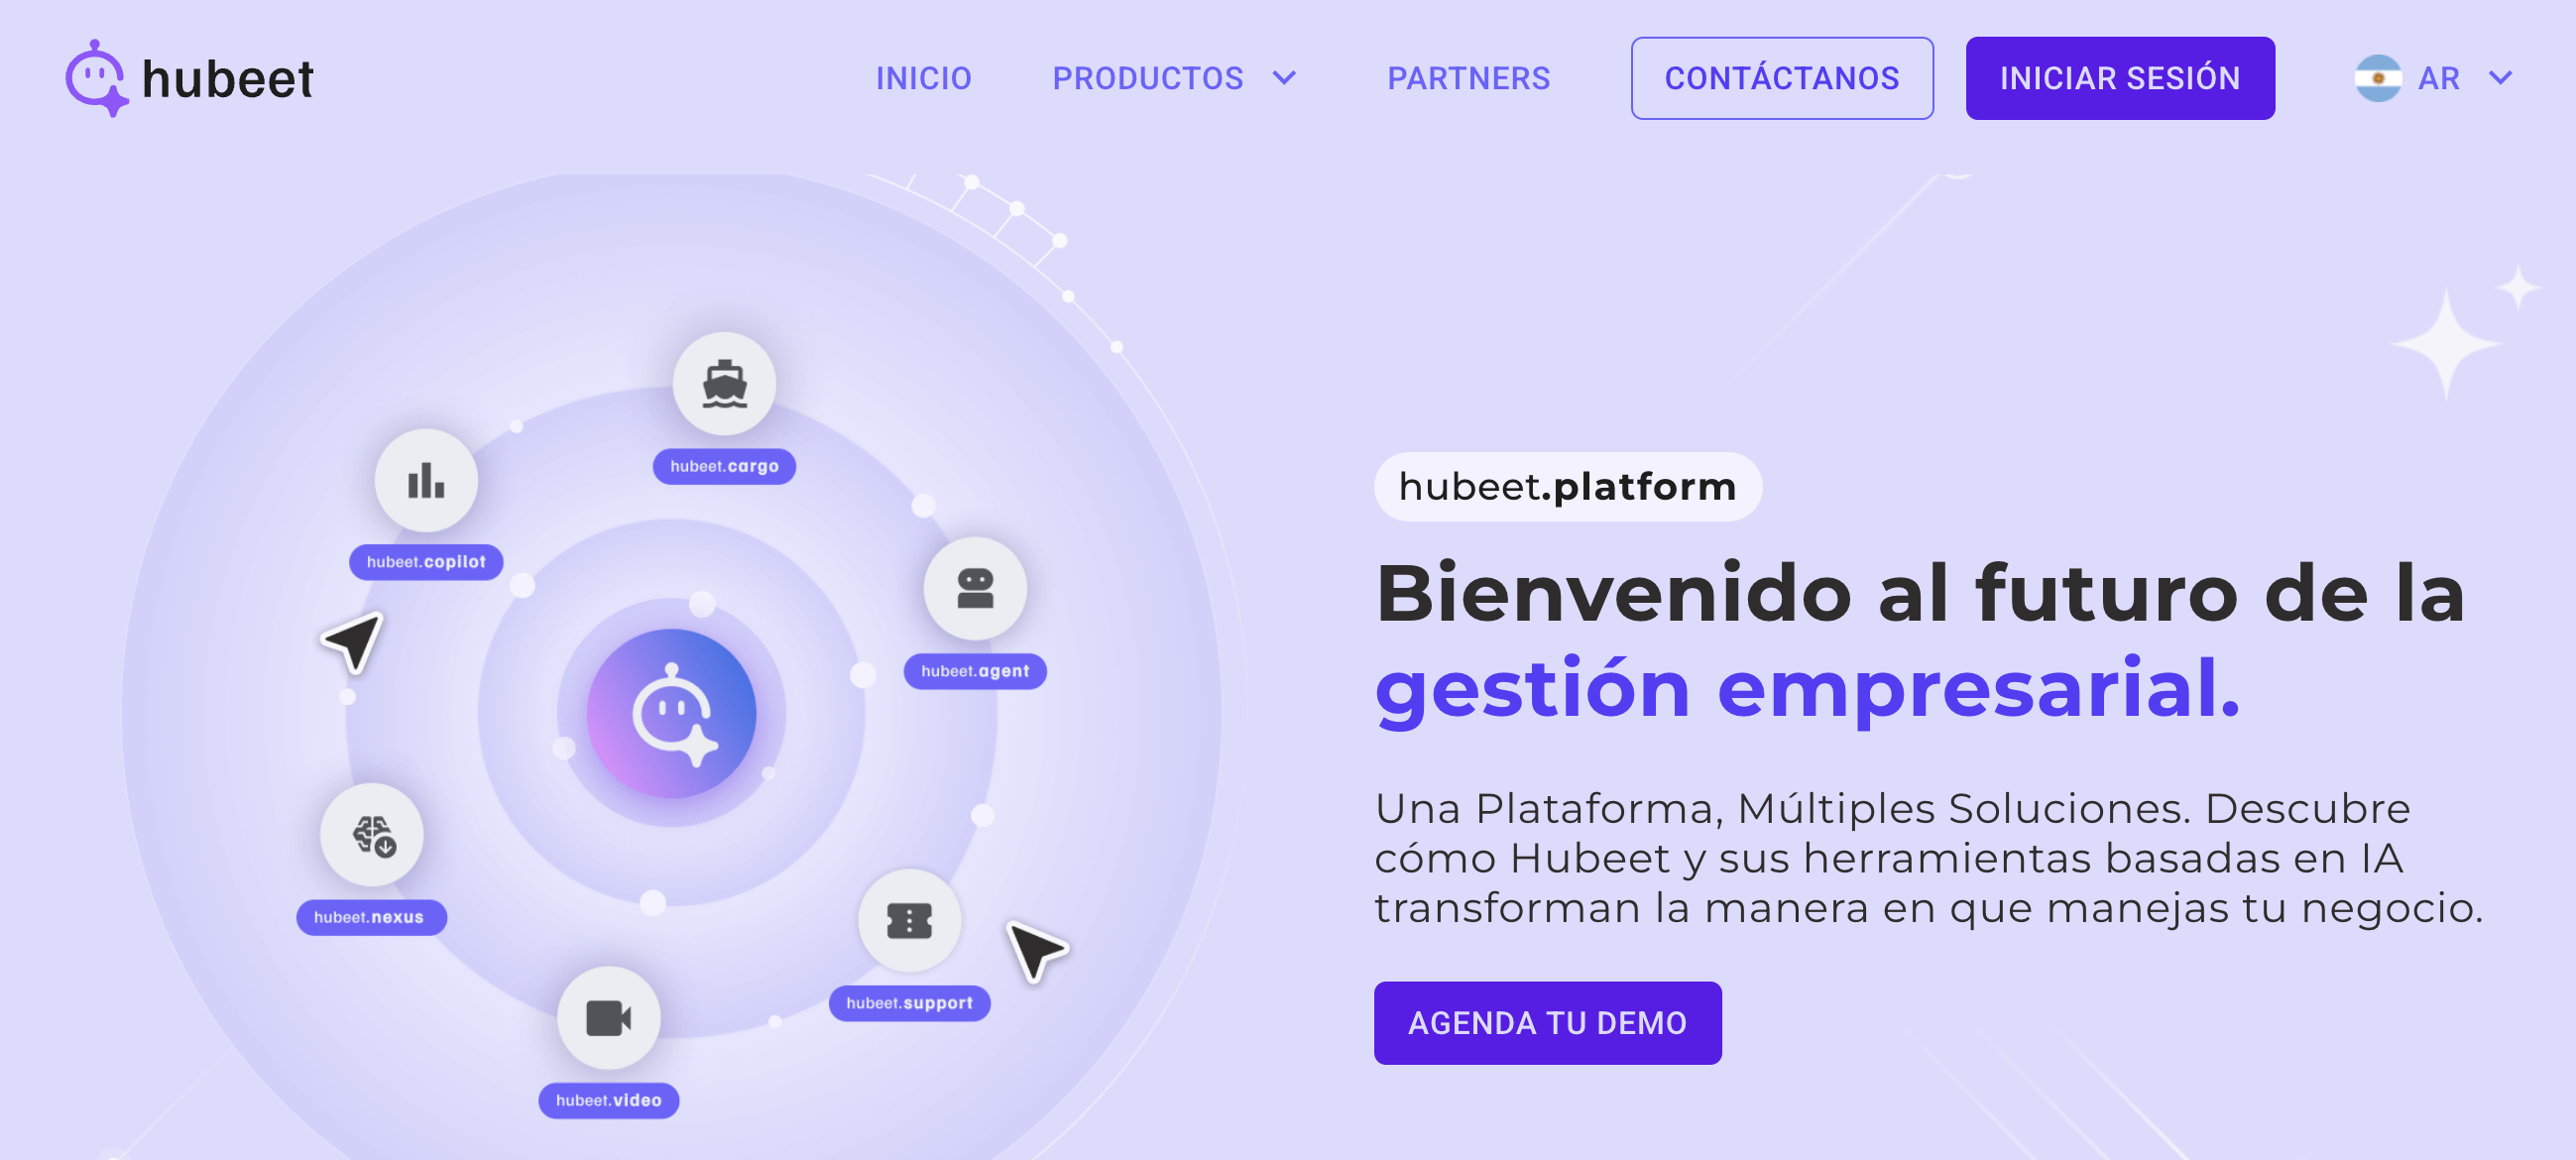 hubeet
INICIO
PRODUCTOS
PARTNERS
CONTÁCTANOS
INICIAR SESIÓN
AR
hubeet.cargo
hubeet.copilot
hubeet.agent
hubeet.nexus
hubeet.support
hubeet.video
hubeet.platform
Bienvenido al futuro de la
gestión empresarial.
Una Plataforma, Múltiples Soluciones. Descubre
cómo Hubeet y sus herramientas basadas en IA
transforman la manera en que manejas tu negocio.
AGENDA TU DEMO